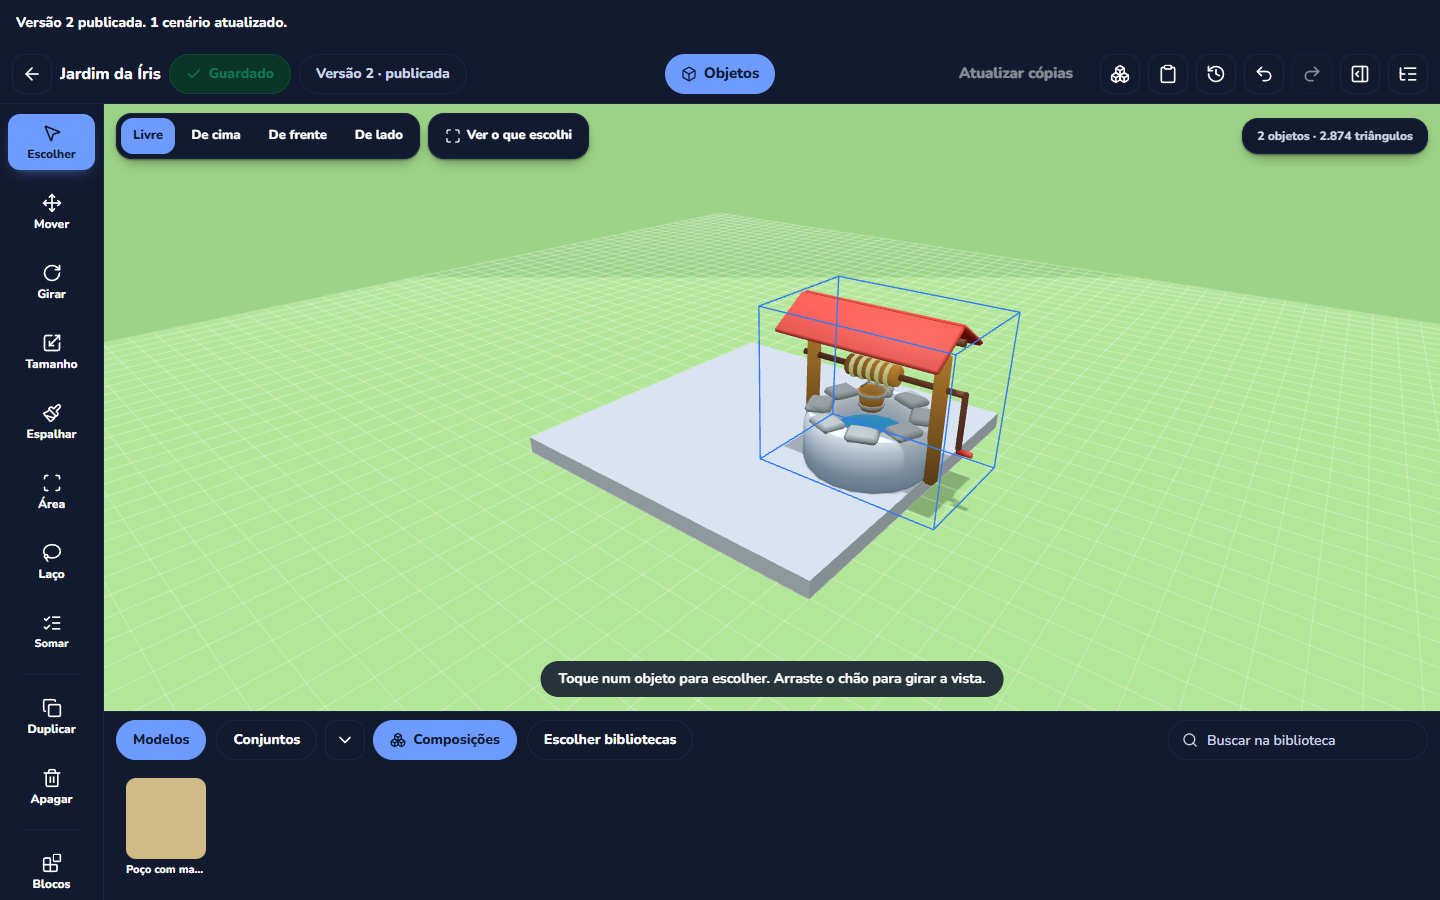 Versão 2 publicada. 1 cenário atualizado.
Jardim da Íris
Guardado
Versão 2 · publicada
Objetos
Atualizar cópias
Escolher
Mover
Girar
Tamanho
Espalhar
Área
Laço
Somar
Duplicar
Apagar
Blocos
Livre
De cima
De frente
De lado
Ver o que escolhi
2 objetos · 2.874 triângulos
Toque num objeto para escolher. Arraste o chão para girar a vista.
Modelos
Conjuntos
Composições
Escolher bibliotecas
Buscar na biblioteca
Poço com ma...